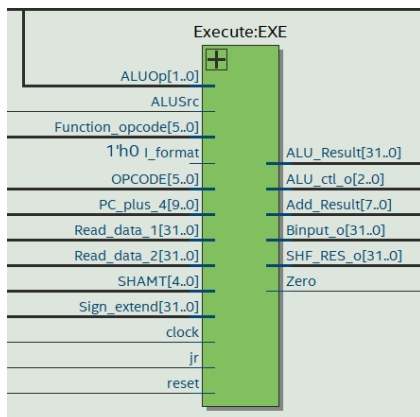 Execute:EXE
ALUOp[1..0]
ALUSrc
Function_opcode[5..0]
1'h0 I_format
OPCODE[5..0]
PC_plus_4[9..0]
Read_data_1[31..0]
Read_data_2[31..0]
SHAMT[4..0]
Sign_extend[31..0]
clock
jr
reset
ALU_Result[31..0]
ALU_ctl_o[2..0]
Add_Result[7..0]
Binput_o[31..0]
SHF_RES_o[31..0]
Zero